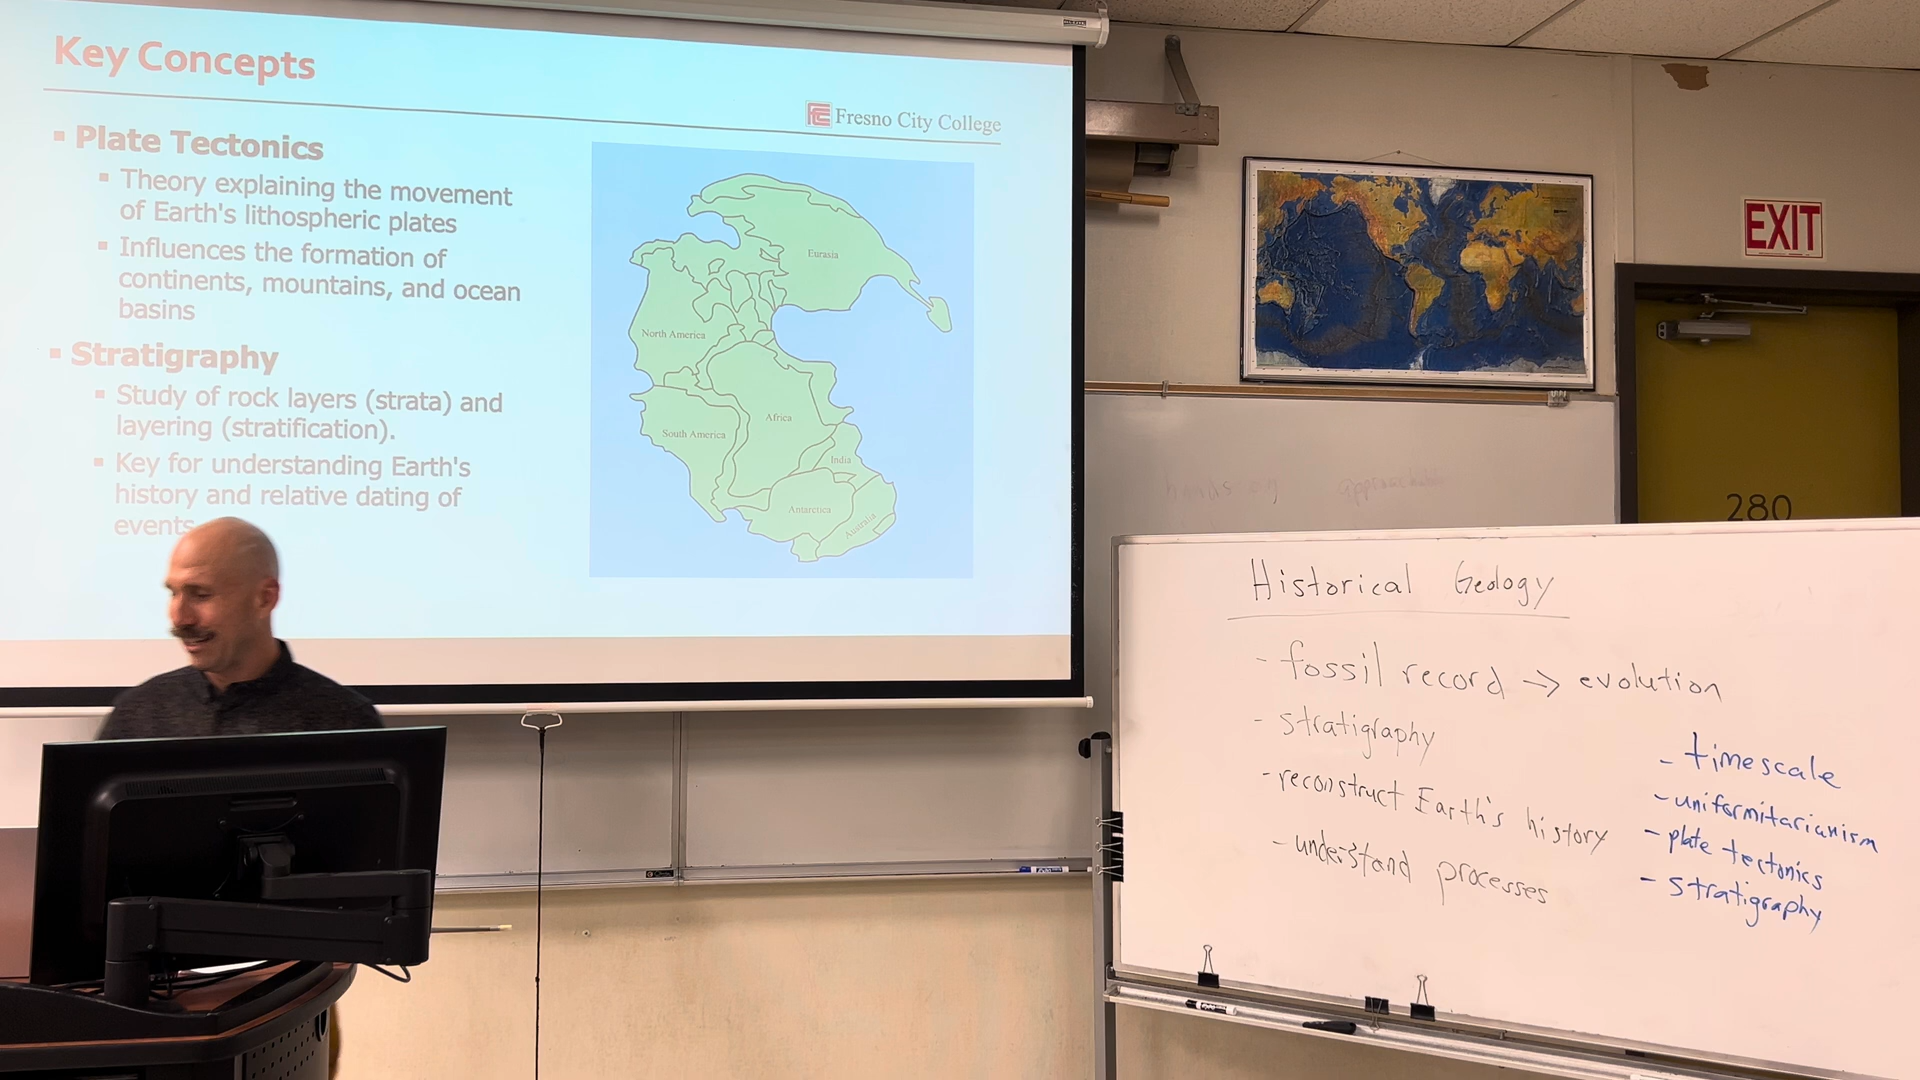 Key Concepts
Fresno City College
▪ Plate Tectonics
▪ Theory explaining the movement
of Earth's lithospheric plates
▪ Influences the formation of
continents, mountains, and ocean
basins
▪ Stratigraphy
▪ Study of rock layers (strata) and
layering (stratification).
▪ Key for understanding Earth's
history and relative dating of
events
Eurasia
North America
Africa
South America
India
Antarctica
Australia
EXIT
280
hands on
Historical Geology
- fossil record → evolution
- stratigraphy
- reconstruct Earth's history
- understand processes
- timescale
- uniformitarianism
- plate tectonics
- stratigraphy